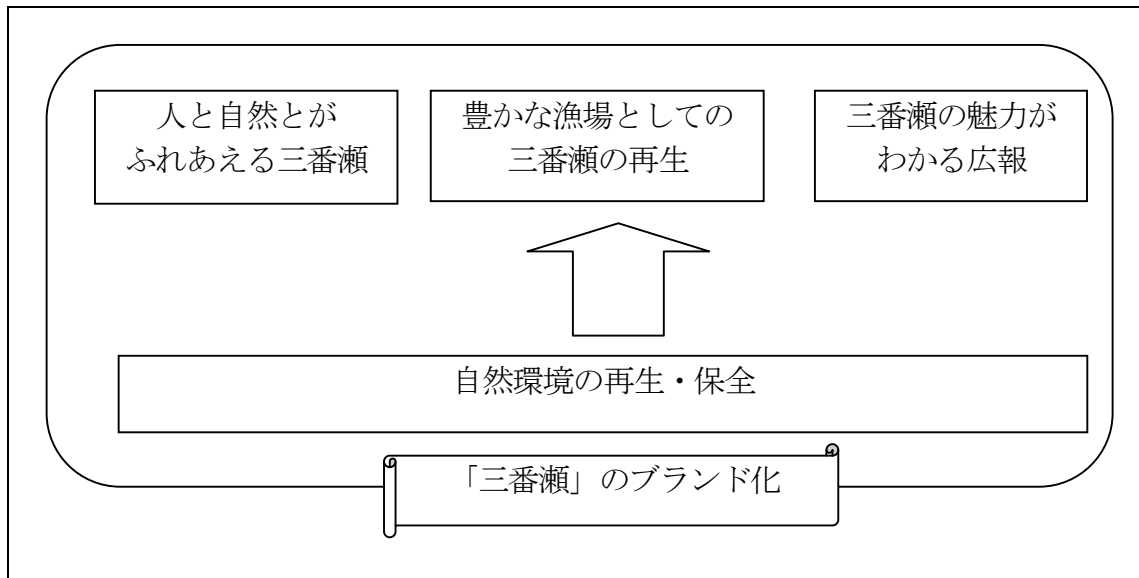 人と自然とが
ふれあえる三番瀬
豊かな漁場としての
三番瀬の再生
三番瀬の魅力が
わかる広報
自然環境の再生・保全
「三番瀬」のブランド化